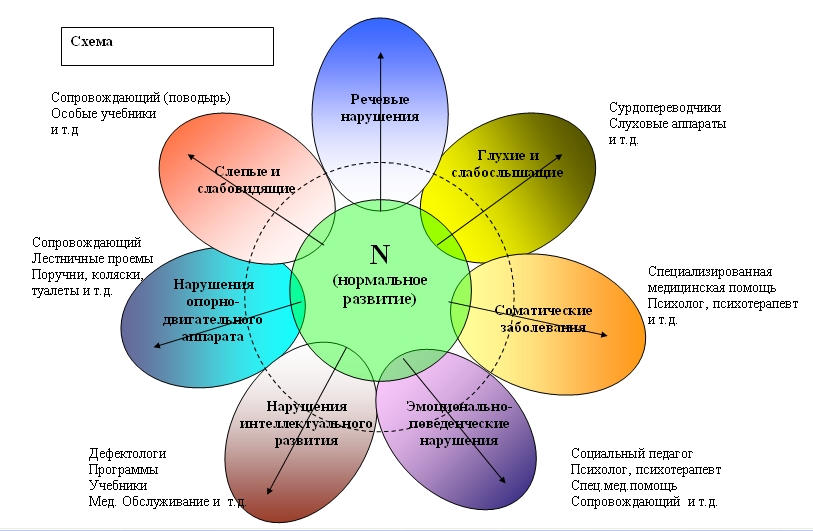 Схема
Речевые
нарушения
Сопровождающий (поводырь)
Особые учебники
и т.д
Слепые и
слабовидящие
Глухие и
слабослышащие
Сурдопереводчики
Слуховые аппараты
и т.д.
N
(нормальное
развитие)
Сопровождающий
Лестничные проемы
Поручни, коляски,
туалеты и т.д.
Нарушения
опорно-
двигательного
аппарата
Соматические
заболевания
Специализированная
медицинская помощь
Психолог, психотерапевт
и т.д.
Нарушения
интеллектуального
развития
Эмоционально-
поведенческие
нарушения
Дефектологи
Программы
Учебники
Мед. Обслуживание и т.д.
Социальный педагог
Психолог, психотерапевт
Спец.мед.помощь
Сопровождающий и т.д.